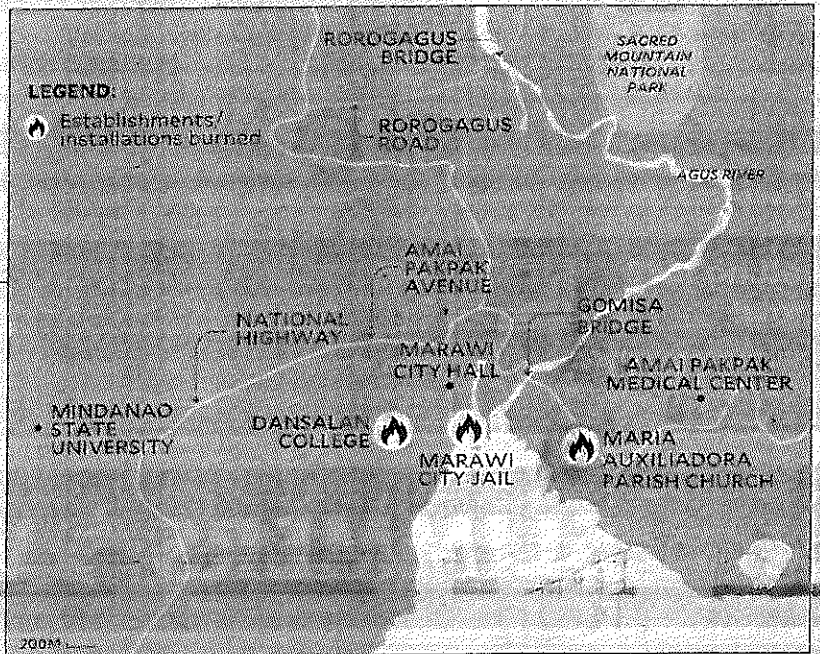 ROROGAGUS
BRIDGE
SACRED
MOUNTAIN
NATIONAL
PARK
LEGEND:
Establishments/
installations burned
ROROGAGUS
ROAD
AGUS RIVER
AMAI
PAKPAK
AVENUE
NATIONAL
HIGHWAY
GOMISA
BRIDGE
MARAWI
CITY HALL
AMAI PAKPAK
MEDICAL CENTER
MINDANAO
STATE
UNIVERSITY
DANSALAN
COLLEGE
MARAWI
CITY JAIL
MARIA
AUXILIADORA
PARISH CHURCH
200M